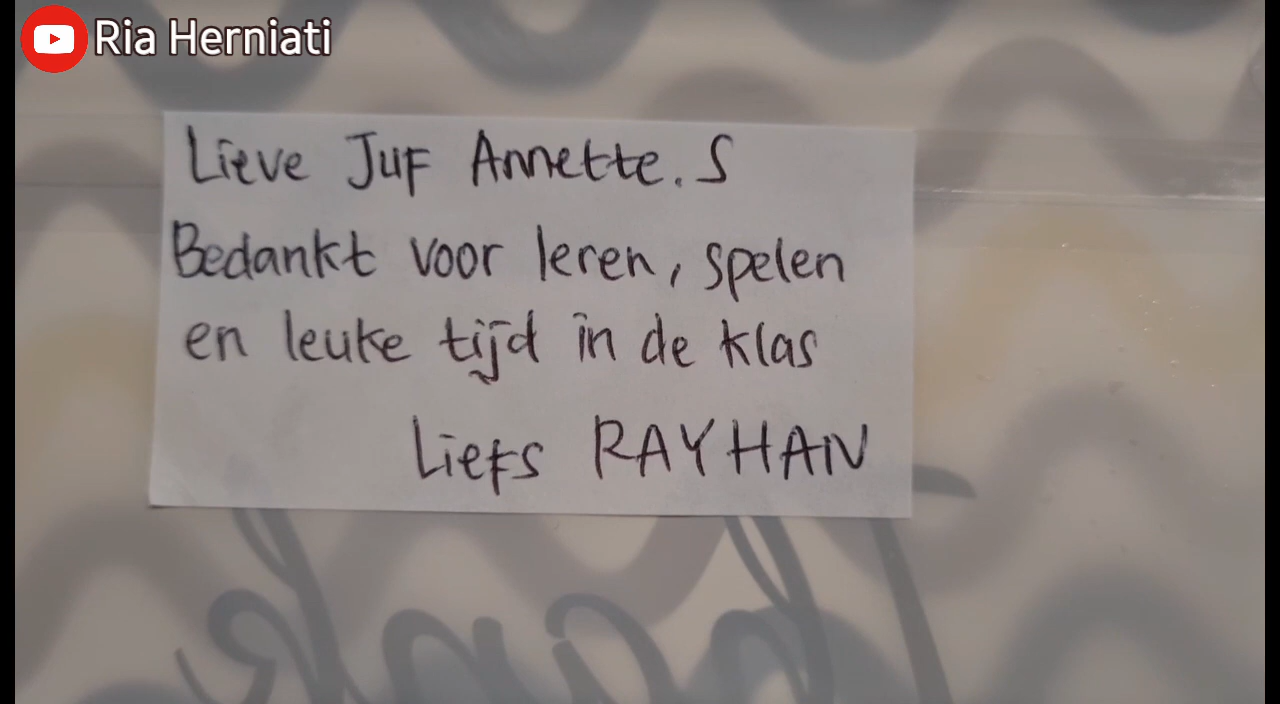 Ria Herniati
Lieve Juf Annette. S
Bedankt voor leren, spelen
en leuke tijd in de klas
Liefs RAYHAN